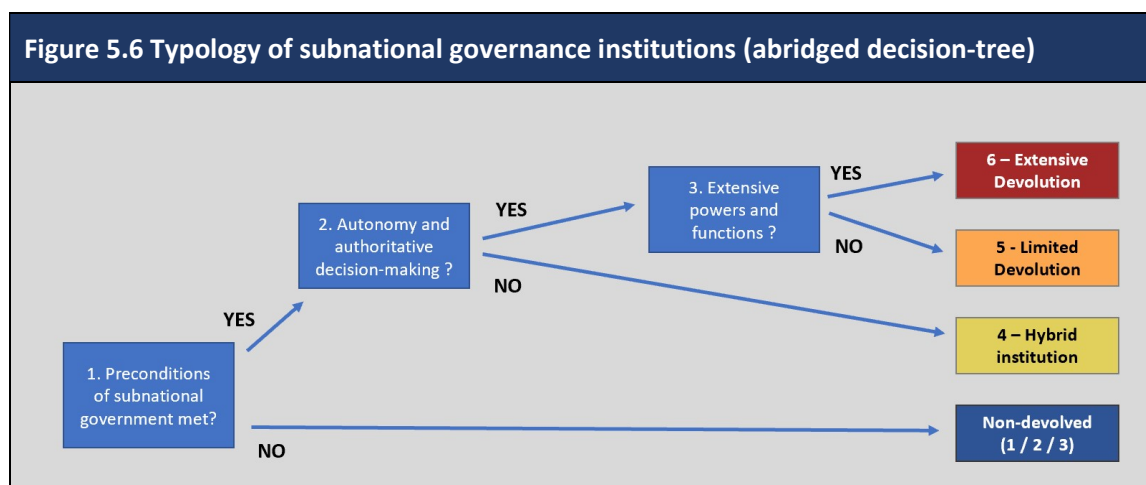 Figure 5.6 Typology of subnational governance institutions (abridged decision-tree)
1. Preconditions
of subnational
government met?
YES
NO
2. Autonomy and
authoritative
decision-making ?
YES
NO
3. Extensive
powers and
functions ?
YES
NO
6 – Extensive
Devolution
5 - Limited
Devolution
4 – Hybrid
institution
Non-devolved
(1 / 2 / 3)